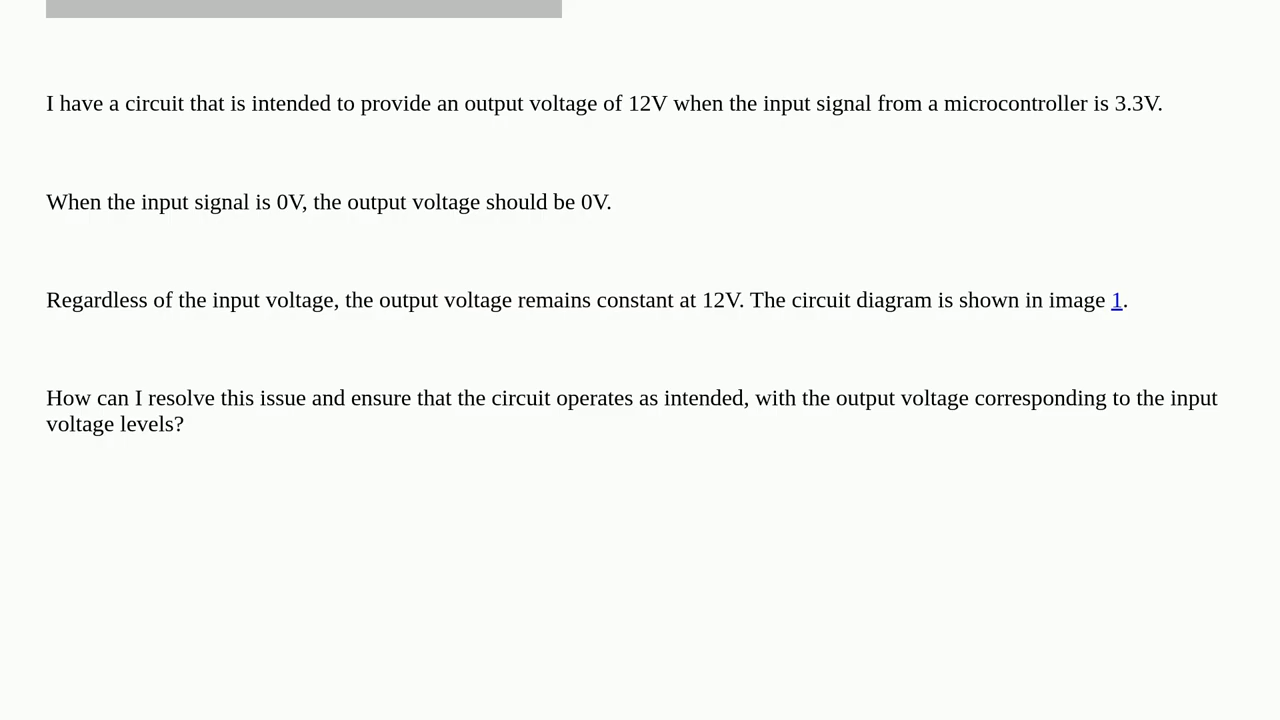 I have a circuit that is intended to provide an output voltage of 12V when the input signal from a microcontroller is 3.3V.
When the input signal is 0V, the output voltage should be 0V.
Regardless of the input voltage, the output voltage remains constant at 12V. The circuit diagram is shown in image 1.
How can I resolve this issue and ensure that the circuit operates as intended, with the output voltage corresponding to the input
voltage levels?